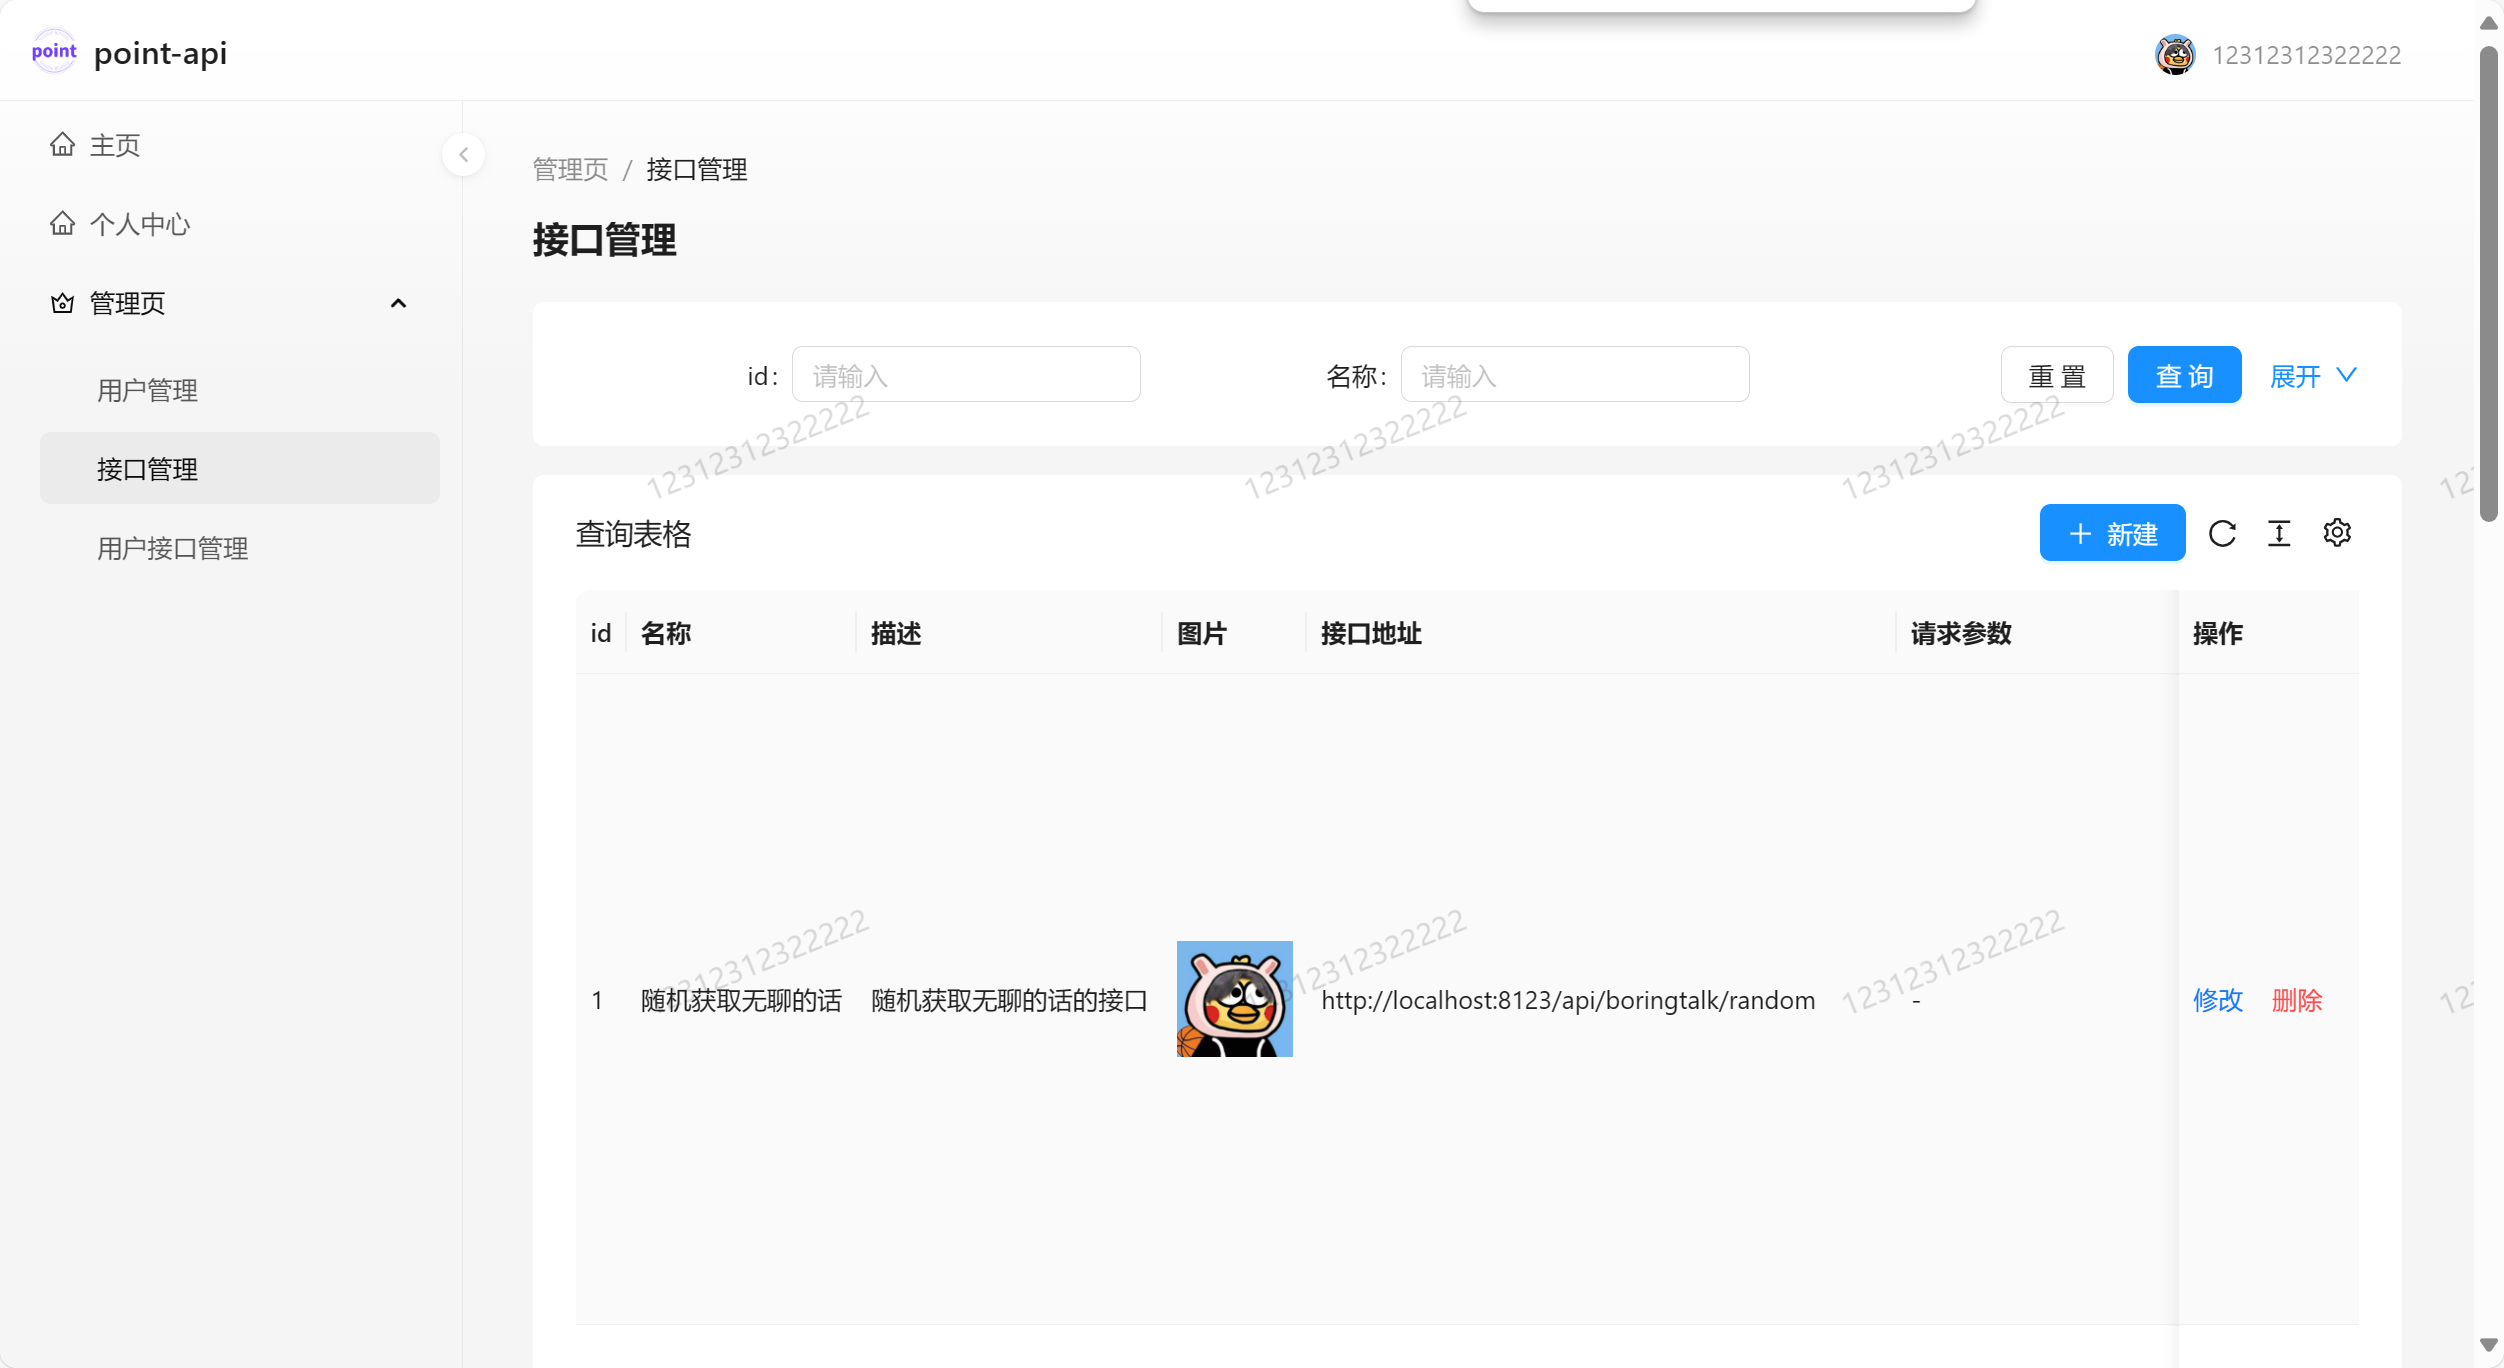 point
point-api
12312312322222
主页
个人中心
管理页
用户管理
接口管理
用户接口管理
管理页 / 接口管理
接口管理
id: 请输入 名称: 请输入 重 置 查 询 展开
12312312322222 12312312322222 12312312322222 12
查询表格
+ 新建
id 名称 描述 图片 接口地址 请求参数 操作
12312312322222 12312312322222 12312312322222 12
1 随机获取无聊的话 随机获取无聊的话的接口 http://localhost:8123/api/boringtalk/random - 修改 删除